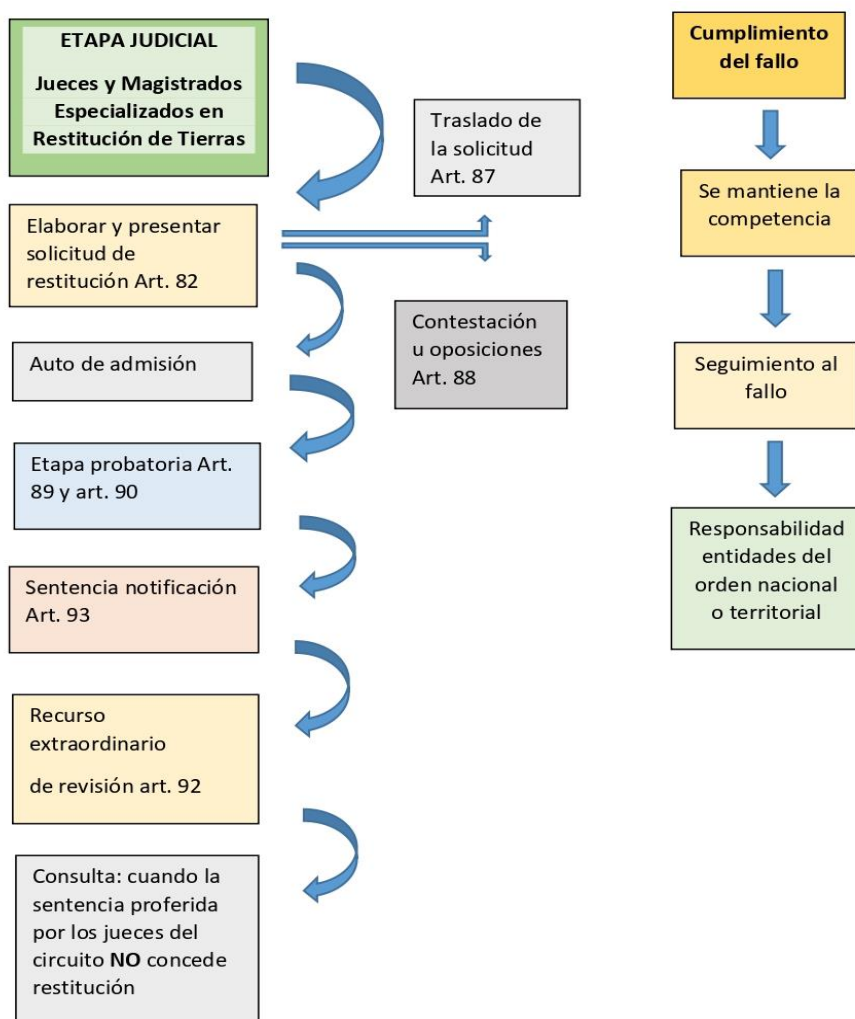 ETAPA JUDICIAL
Jueces y Magistrados
Especializados en
Restitución de Tierras
Traslado de
la solicitud
Art. 87
Elaborar y presentar
solicitud de
restitución Art. 82
Contestación
u oposiciones
Art. 88
Auto de admisión
Etapa probatoria Art.
89 y art. 90
Sentencia notificación
Art. 93
Recurso
extraordinario
de revisión art. 92
Consulta: cuando la
sentencia proferida
por los jueces del
circuito NO concede
restitución
Cumplimiento
del fallo
Se mantiene la
competencia
Seguimiento al
fallo
Responsabilidad
entidades del
orden nacional
o territorial